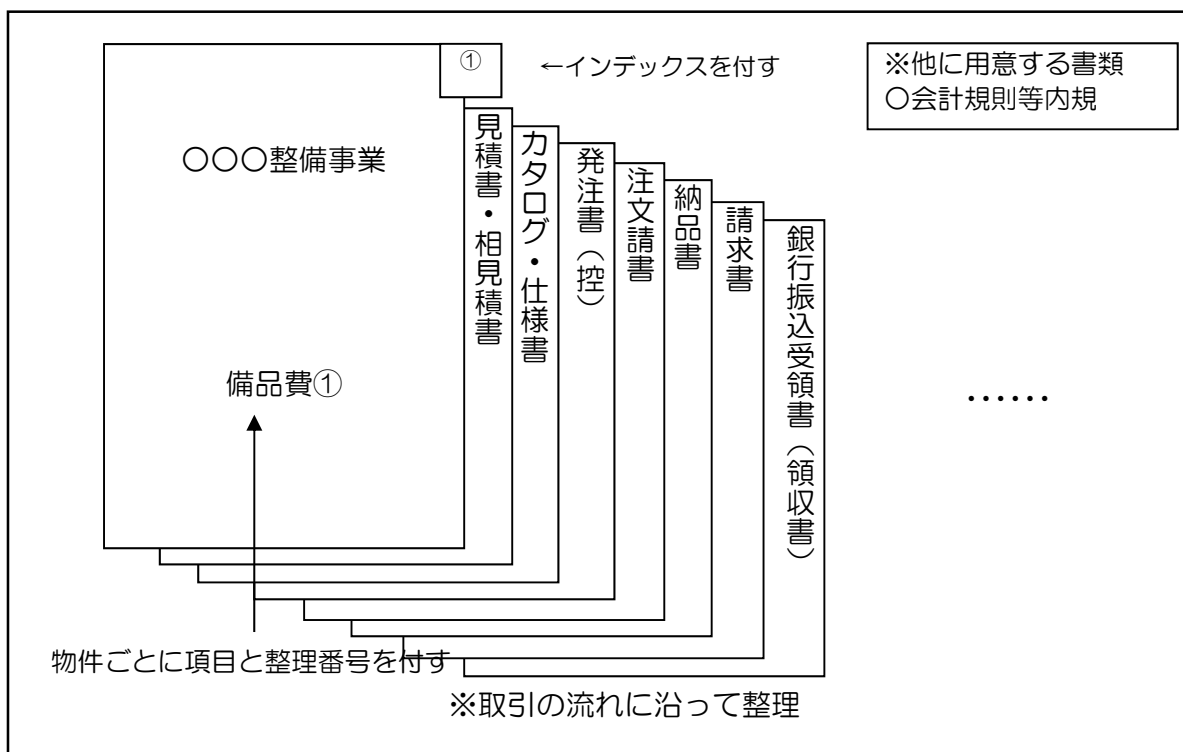 ①
←インデックスを付す
※他に用意する書類
〇会計規則等内規
〇〇〇整備事業
見積書・相見積書
カタログ・仕様書
発注書（控）
注文請書
納品書
請求書
銀行振込受領書（領収書）
備品費①
……
物件ごとに項目と整理番号を付す
※取引の流れに沿って整理